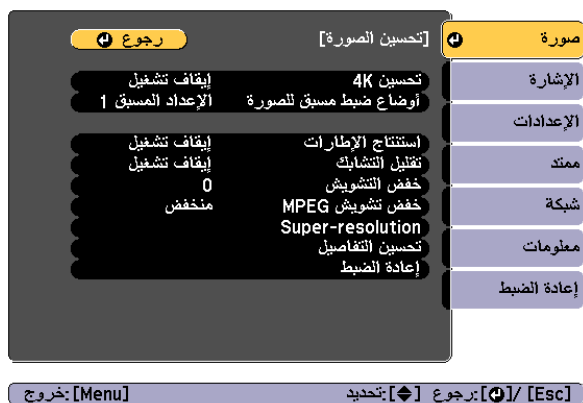 صورة
الإشارة
الإعدادات
ممتد
شبكة
معلومات
إعادة الضبط
[تحسين الصورة]
رجوع
تحسين 4K إيقاف تشغيل
أوضاع ضبط مسبق للصورة الإعداد المسبق 1
استنتاج الإطارات إيقاف تشغيل
تقليل التشابك إيقاف تشغيل
خفض التشويش 0
خفض تشويش MPEG منخفض
Super-resolution
تحسين التفاصيل
إعادة الضبط
[Esc] /[⏎]:رجوع [◆]:تحديد [Menu]:خروج